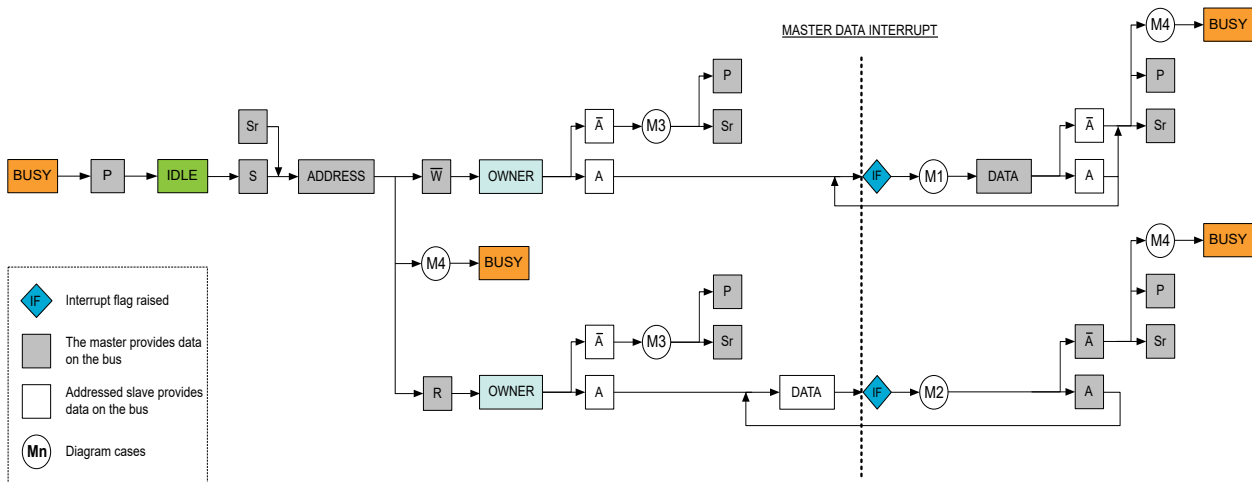 MASTER DATA INTERRUPT
M4
BUSY
P
Sr
A̅
M3
P
Sr
A̅
BUSY
P
IDLE
S
ADDRESS
W̅
OWNER
A
IF
M1
DATA
A
Sr
M4
BUSY
M4
BUSY
P
P
A̅
M3
Sr
A̅
Sr
R
OWNER
A
DATA
IF
M2
A
IF
Interrupt flag raised
The master provides data
on the bus
Addressed slave provides
data on the bus
Mn
Diagram cases